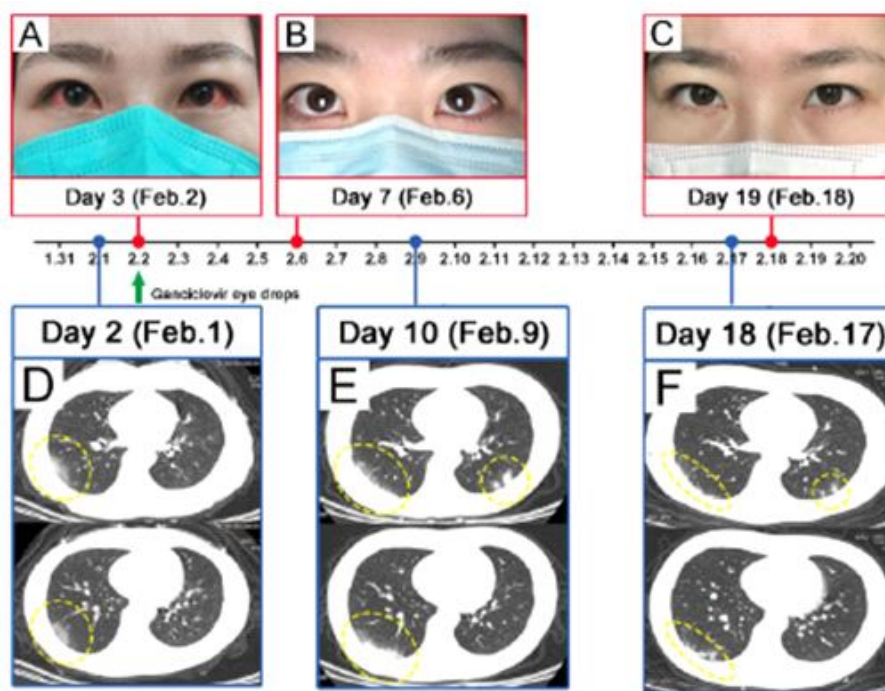 A
B
C
Day 3 (Feb.2)
Day 7 (Feb.6)
Day 19 (Feb.18)
1.31 2.1 2.2 2.3 2.4 2.5 2.6 2.7 2.8 2.9 2.10 2.11 2.12 2.13 2.14 2.15 2.16 2.17 2.18 2.19 2.20
Ganciclovir eye drops
Day 2 (Feb.1)
Day 10 (Feb.9)
Day 18 (Feb.17)
D
E
F